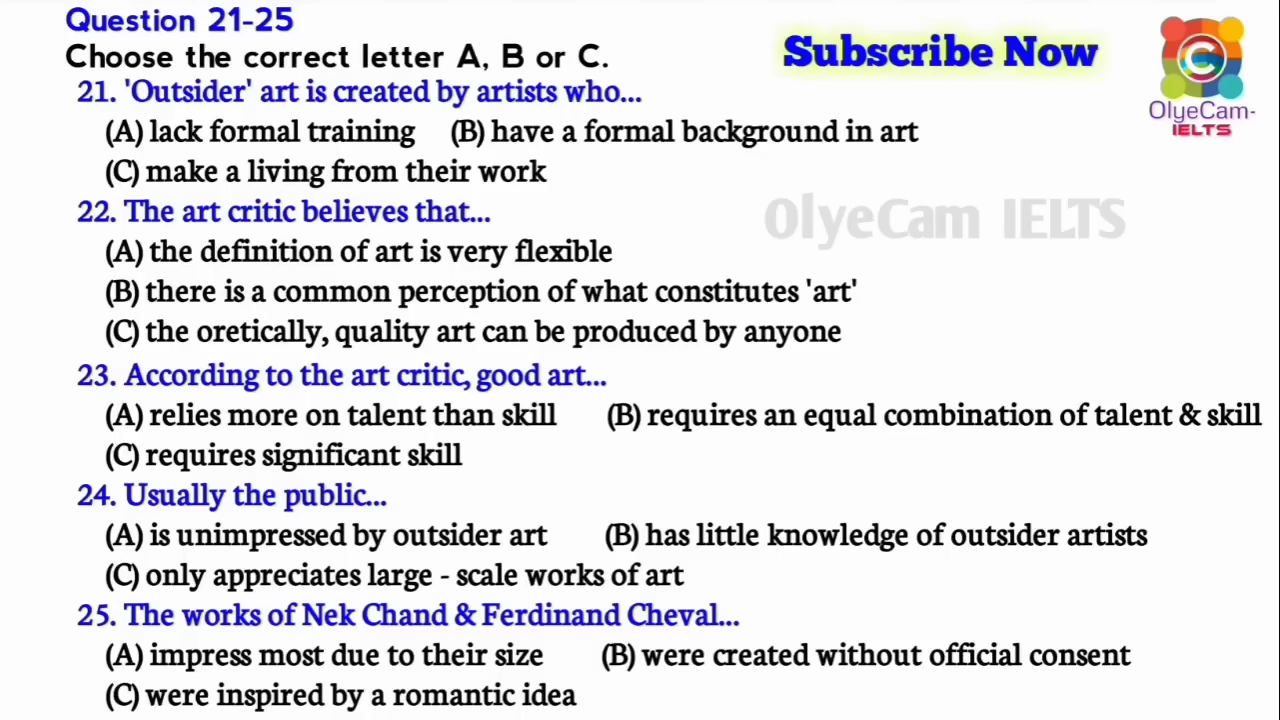 Question 21-25
Choose the correct letter A, B or C.
Subscribe Now
OlyeCam-
IELTS
21. 'Outsider' art is created by artists who...
(A) lack formal training (B) have a formal background in art
(C) make a living from their work
22. The art critic believes that...
OlyeCam IELTS
(A) the definition of art is very flexible
(B) there is a common perception of what constitutes 'art'
(C) the oretically, quality art can be produced by anyone
23. According to the art critic, good art...
(A) relies more on talent than skill (B) requires an equal combination of talent & skill
(C) requires significant skill
24. Usually the public...
(A) is unimpressed by outsider art (B) has little knowledge of outsider artists
(C) only appreciates large - scale works of art
25. The works of Nek Chand & Ferdinand Cheval...
(A) impress most due to their size (B) were created without official consent
(C) were inspired by a romantic idea